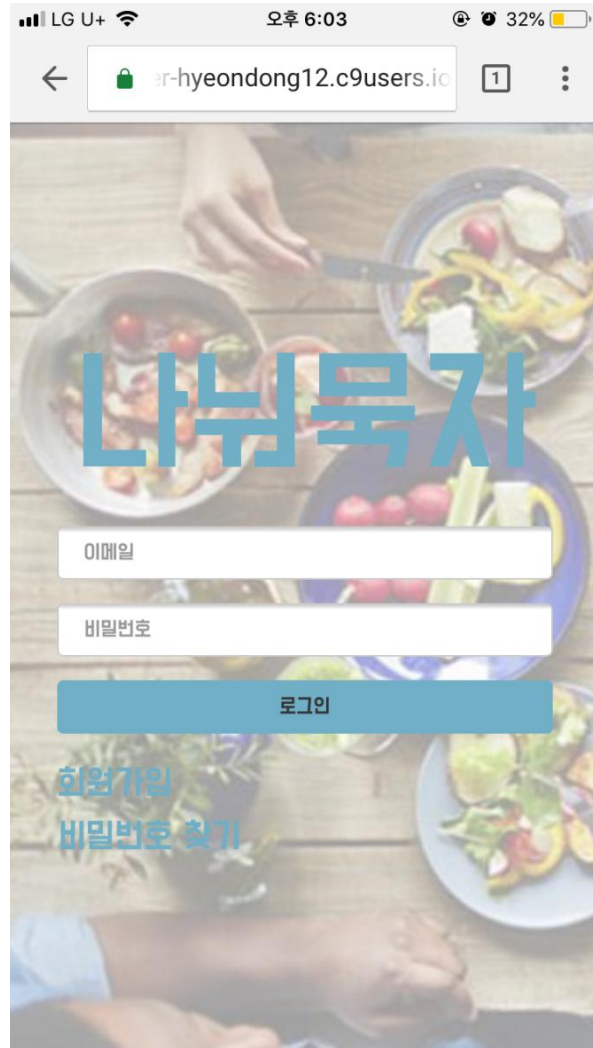 LG U+ 오후 6:03 32%
er-hyeondong12.c9users.io 1
나눠묵자
이메일
비밀번호
로그인
회원가입
비밀번호 찾기